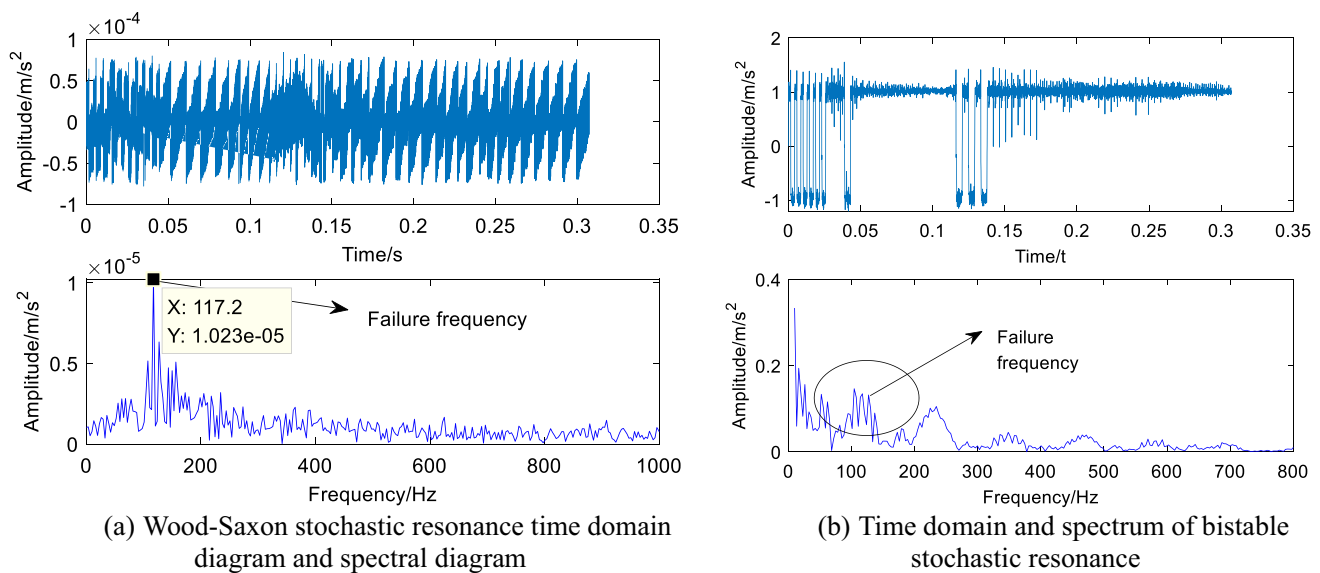 ×10^-4
Amplitude/m/s^2
1
0.5
0
-0.5
-1
0 0.05 0.1 0.15 0.2 0.25 0.3 0.35
Time/s
×10^-5
Amplitude/m/s^2
1
0.5
0
X: 117.2
Y: 1.023e-05
Failure frequency
0 200 400 600 800 1000
Frequency/Hz
(a) Wood-Saxon stochastic resonance time domain
diagram and spectral diagram
Amplitude/m/s^2
2
1
0
-1
0 0.05 0.1 0.15 0.2 0.25 0.3 0.35
Time/t
Amplitude/m/s^2
0.4
0.2
0
Failure
frequency
0 100 200 300 400 500 600 700 800
Frequency/Hz
(b) Time domain and spectrum of bistable
stochastic resonance